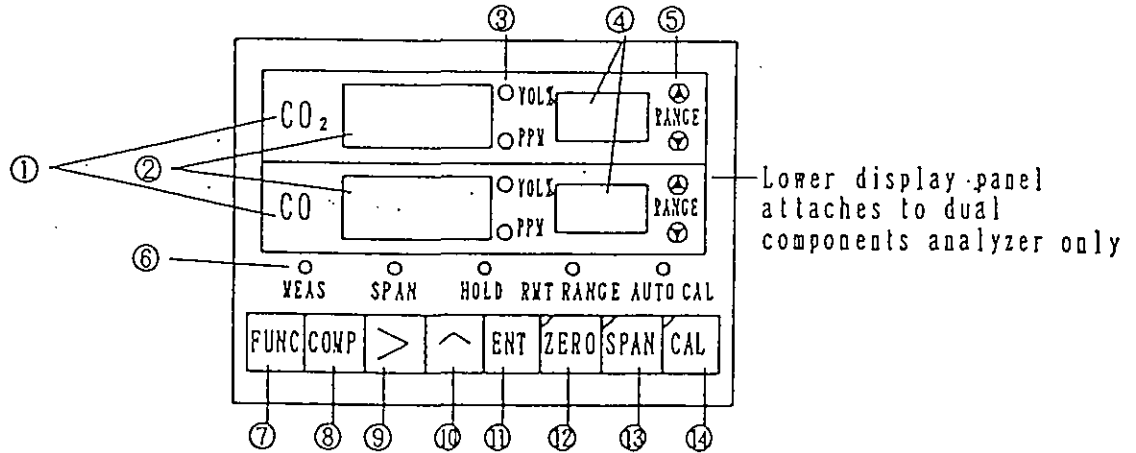 ③ ④ ⑤
CO₂ VOL% RANGE
PPM
① ②
CO VOL% RANGE
PPM
Lower display panel
attaches to dual
components analyzer only
⑥
MEAS SPAN HOLD RMT RANGE AUTO CAL
FUNC COMP > ^ ENT ZERO SPAN CAL
⑦ ⑧ ⑨ ⑩ ⑪ ⑫ ⑬ ⑭